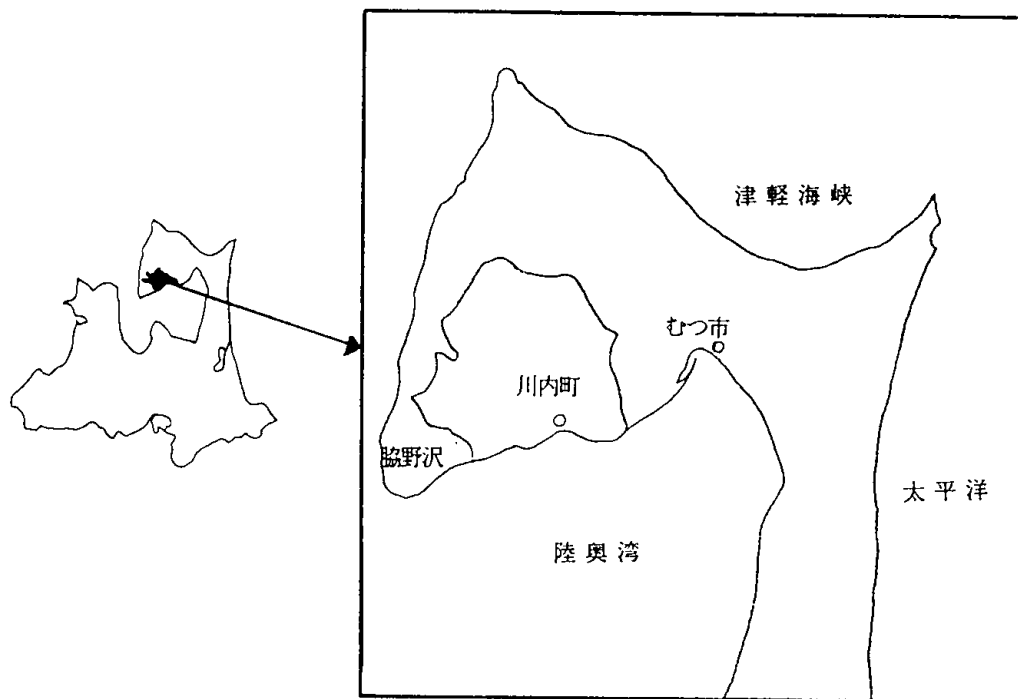 津軽海峡
むつ市
川内町
脇野沢
太平洋
陸奥湾